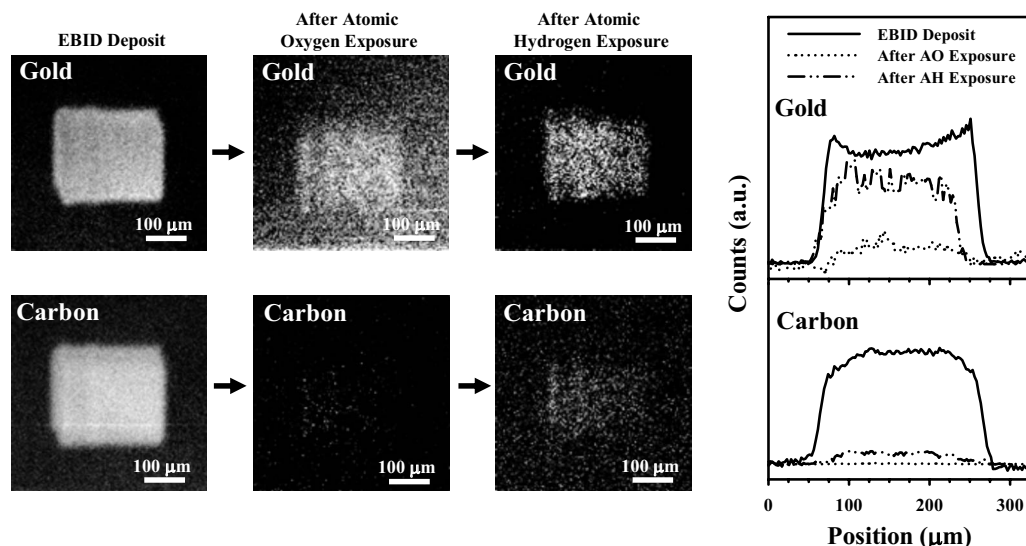 EBID Deposit
After Atomic
Oxygen Exposure
After Atomic
Hydrogen Exposure
Gold
100 μm
Gold
100 μm
Gold
100 μm
Carbon
100 μm
Carbon
100 μm
Carbon
100 μm
EBID Deposit
After AO Exposure
After AH Exposure
Gold
Carbon
Counts (a.u.)
0 100 200 300
Position (μm)